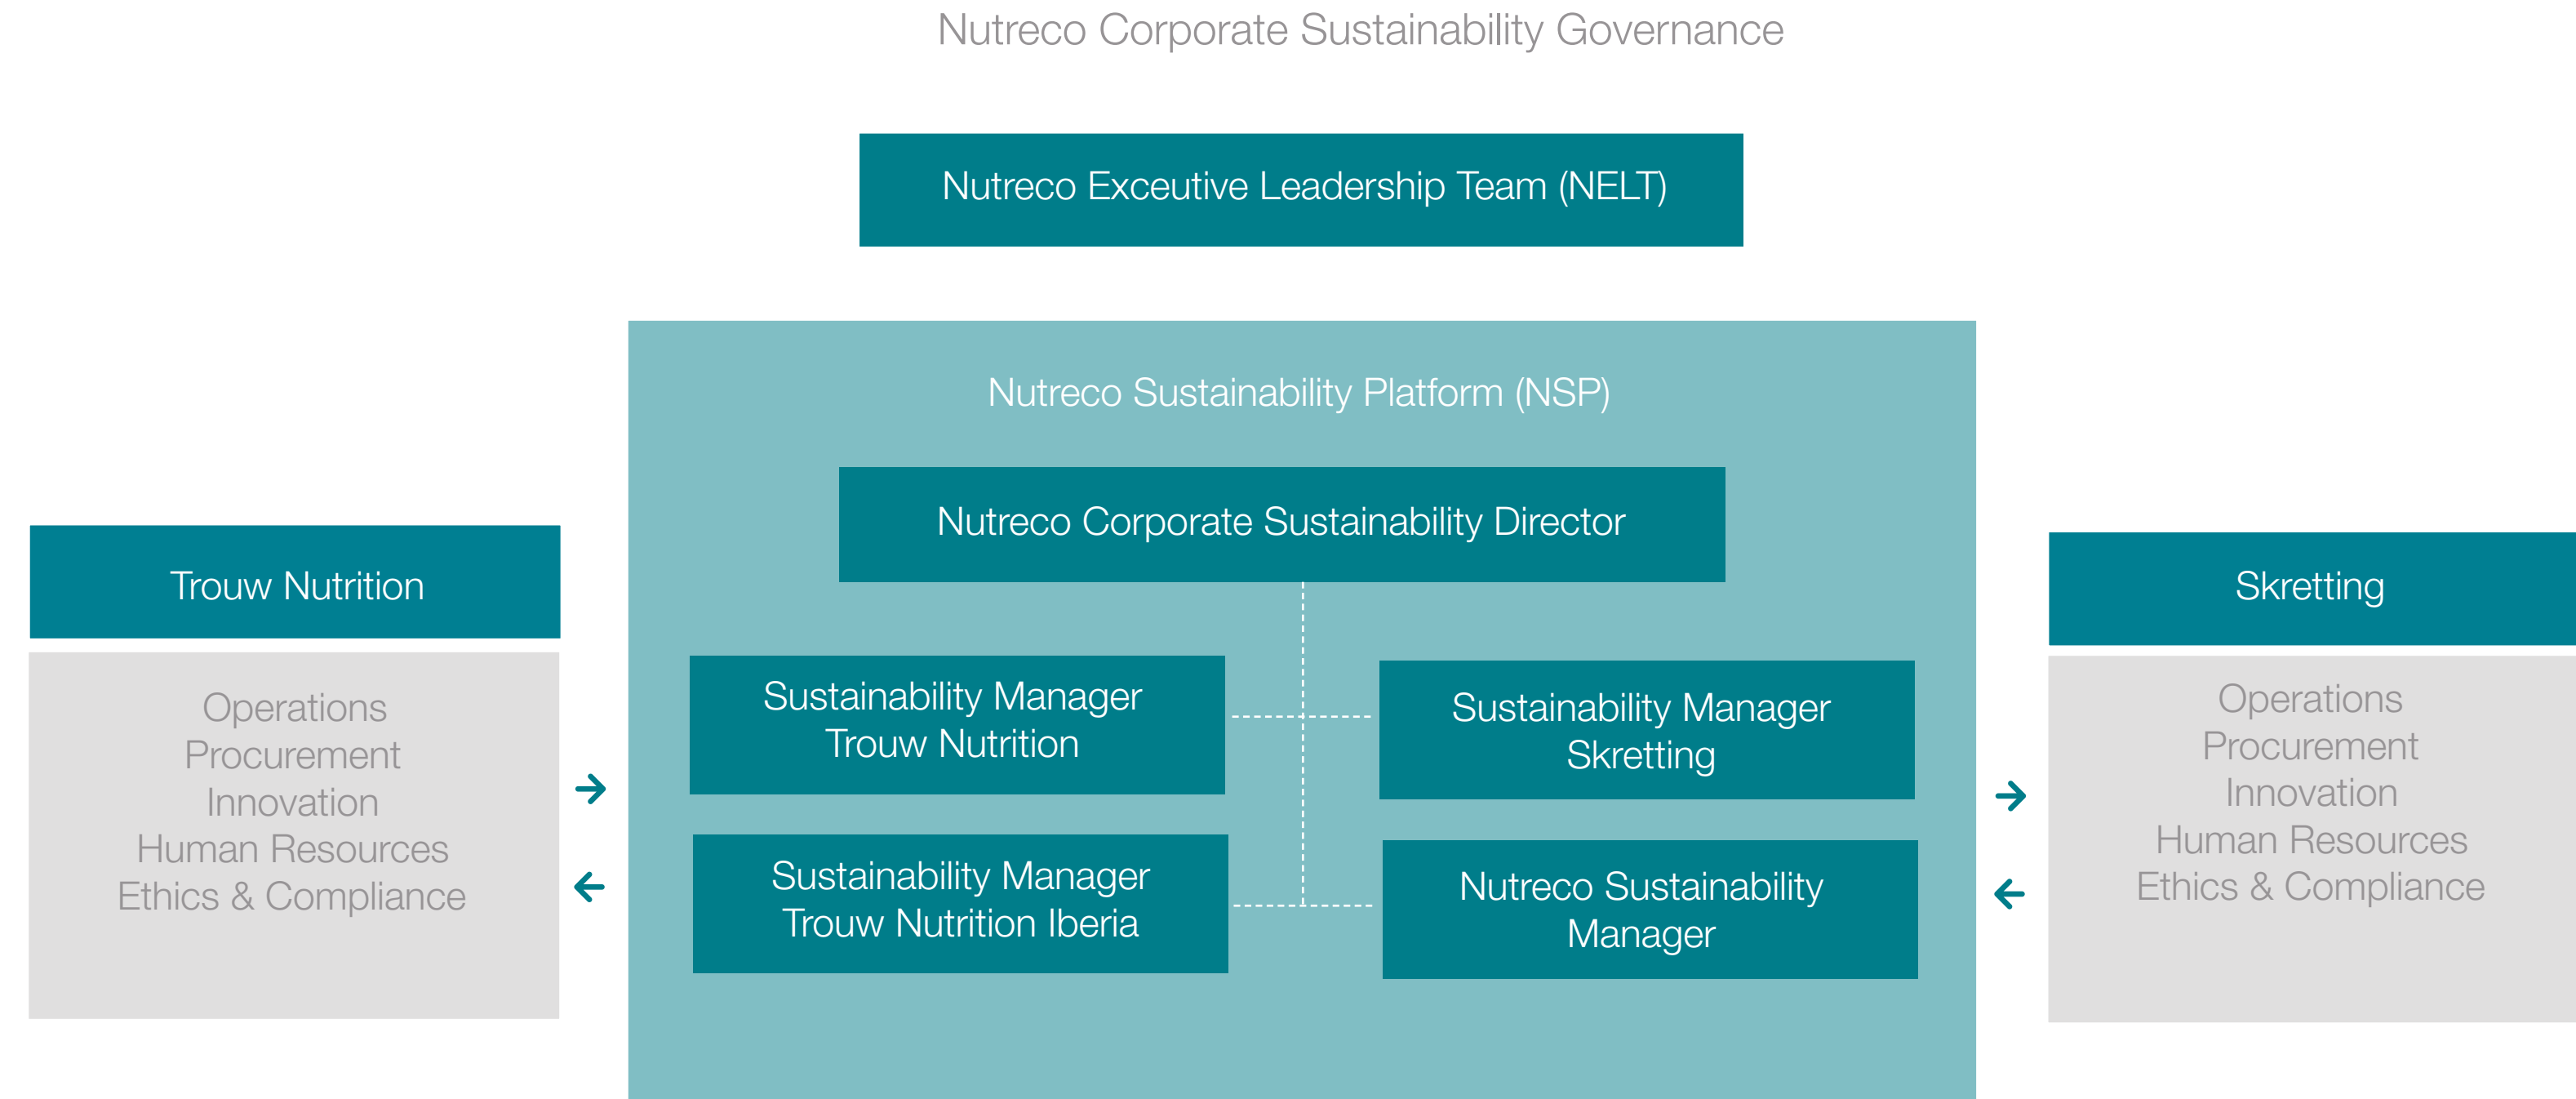 Nutreco Corporate Sustainability Governance
Nutreco Exceutive Leadership Team (NELT)
Nutreco Sustainability Platform (NSP)
Nutreco Corporate Sustainability Director
Trouw Nutrition
Operations
Procurement
Innovation
Human Resources
Ethics & Compliance
Sustainability Manager
Trouw Nutrition
Sustainability Manager
Skretting
Sustainability Manager
Trouw Nutrition Iberia
Nutreco Sustainability
Manager
Skretting
Operations
Procurement
Innovation
Human Resources
Ethics & Compliance